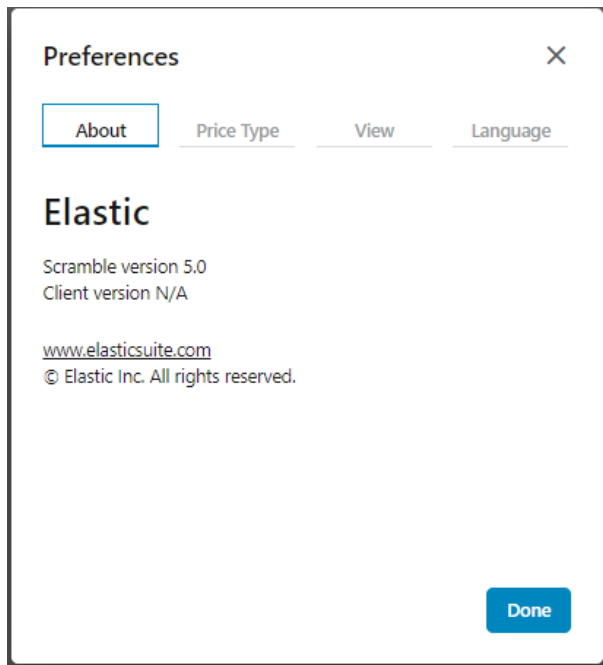 Preferences
About Price Type View Language
Elastic
Scramble version 5.0
Client version N/A
www.elasticsuite.com
© Elastic Inc. All rights reserved.
Done